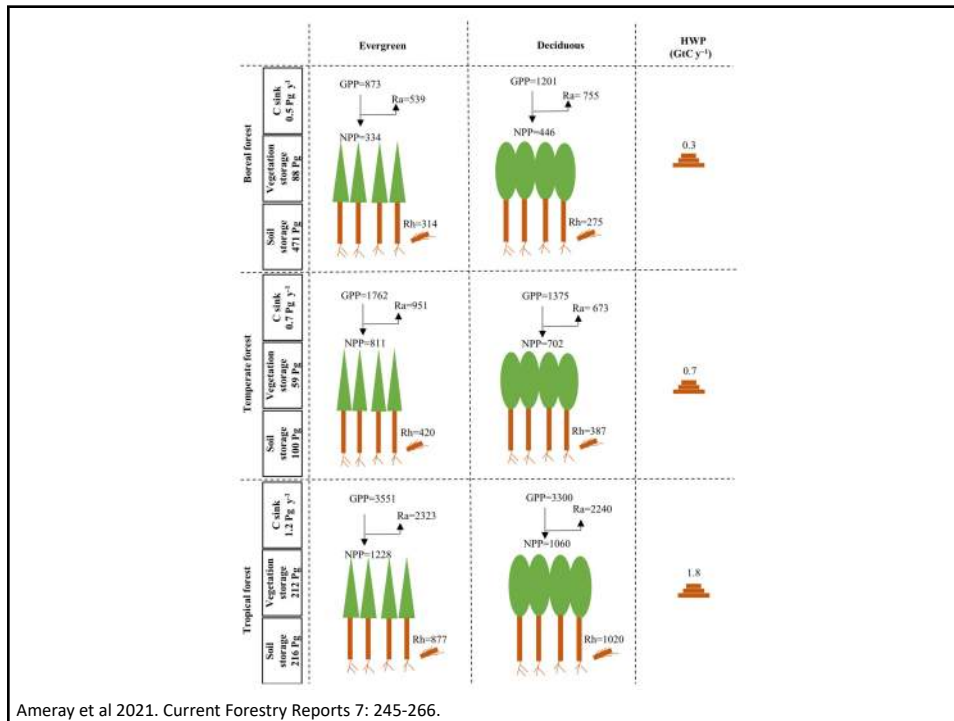 Evergreen
Deciduous
HWP
(GtC y⁻¹)
Boreal forest
C sink
0.5 Pg y⁻¹
Vegetation
storage
88 Pg
Soil
storage
471 Pg
GPP=873
Ra=539
NPP=334
Rh=314
GPP=1201
Ra= 755
NPP=446
Rh=275
0.3
Temperate forest
C sink
0.7 Pg y⁻¹
Vegetation
storage
59 Pg
Soil
storage
100 Pg
GPP=1762
Ra=951
NPP=811
Rh=420
GPP=1375
Ra= 673
NPP=702
Rh=387
0.7
Tropical forest
C sink
1.2 Pg y⁻¹
Vegetation
storage
212 Pg
Soil
storage
216 Pg
GPP=3551
Ra=2323
NPP=1228
Rh=877
GPP=3300
Ra=2240
NPP=1060
Rh=1020
1.8
Ameray et al 2021. Current Forestry Reports 7: 245-266.